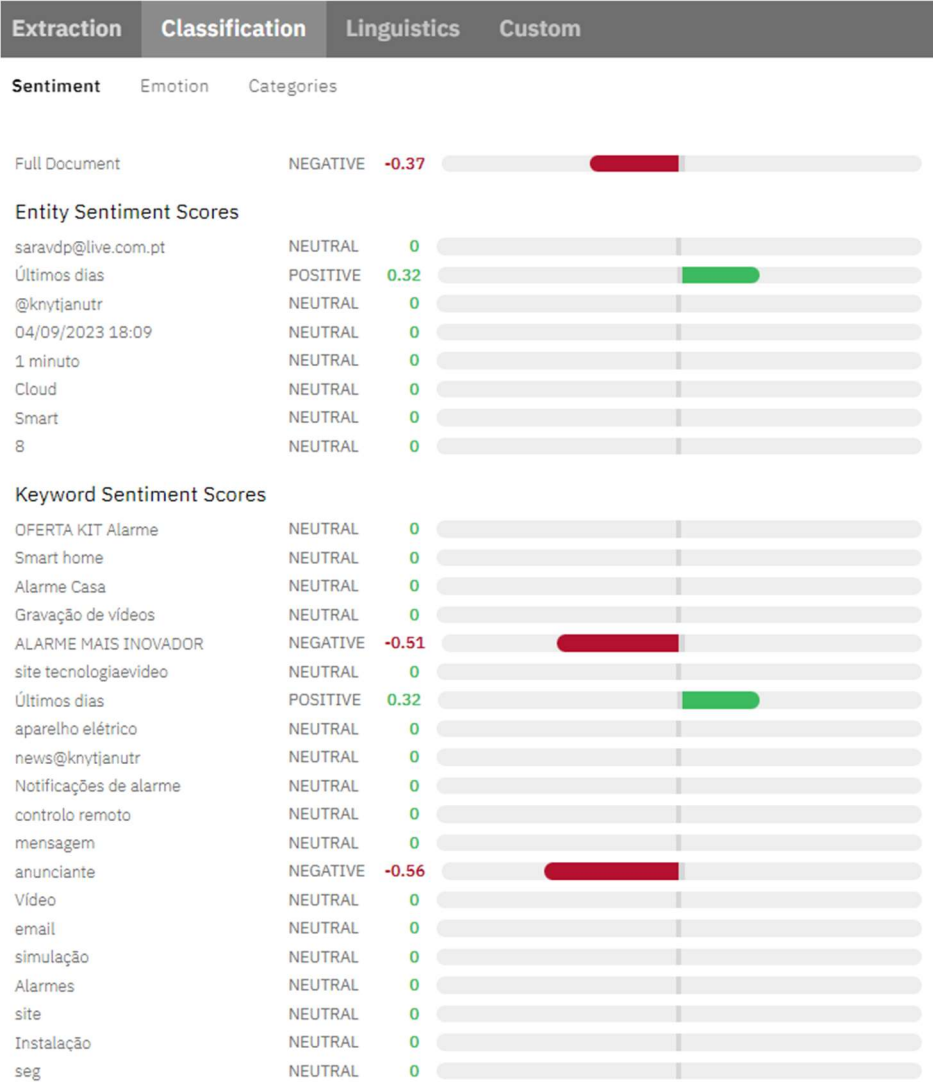 Extraction Classification Linguistics Custom
Sentiment Emotion Categories
Full Document NEGATIVE -0.37
Entity Sentiment Scores
saravdp@live.com.pt NEUTRAL 0
Últimos dias POSITIVE 0.32
@knytjanutr NEUTRAL 0
04/09/2023 18:09 NEUTRAL 0
1 minuto NEUTRAL 0
Cloud NEUTRAL 0
Smart NEUTRAL 0
8 NEUTRAL 0
Keyword Sentiment Scores
OFERTA KIT Alarme NEUTRAL 0
Smart home NEUTRAL 0
Alarme Casa NEUTRAL 0
Gravação de vídeos NEUTRAL 0
ALARME MAIS INOVADOR NEGATIVE -0.51
site tecnologiaevideo NEUTRAL 0
Últimos dias POSITIVE 0.32
aparelho elétrico NEUTRAL 0
news@knytjanutr NEUTRAL 0
Notificações de alarme NEUTRAL 0
controlo remoto NEUTRAL 0
mensagem NEUTRAL 0
anunciante NEGATIVE -0.56
Vídeo NEUTRAL 0
email NEUTRAL 0
simulação NEUTRAL 0
Alarmes NEUTRAL 0
site NEUTRAL 0
Instalação NEUTRAL 0
seg NEUTRAL 0